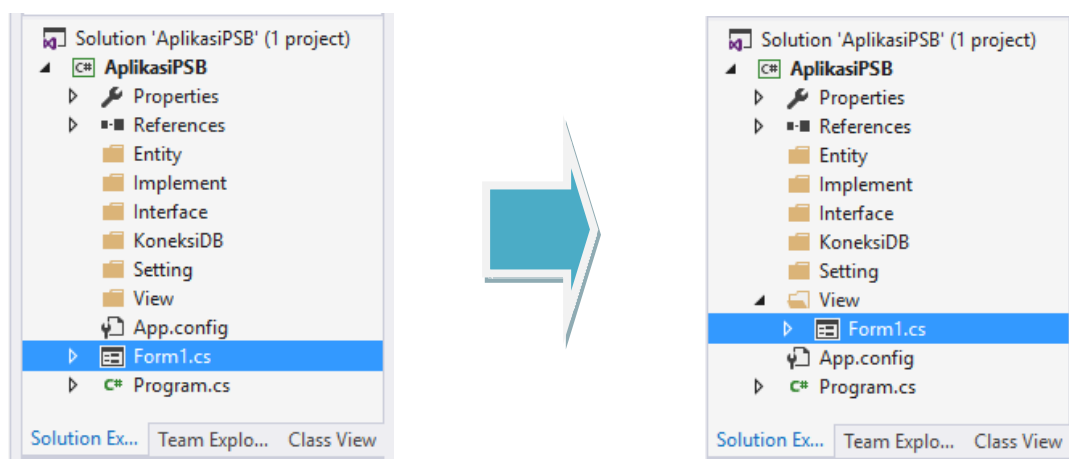 Solution 'AplikasiPSB' (1 project)
C# AplikasiPSB
Properties
References
Entity
Implement
Interface
KoneksiDB
Setting
View
App.config
Form1.cs
C# Program.cs
Solution Ex... Team Explo... Class View
Solution 'AplikasiPSB' (1 project)
C# AplikasiPSB
Properties
References
Entity
Implement
Interface
KoneksiDB
Setting
View
Form1.cs
App.config
C# Program.cs
Solution Ex... Team Explo... Class View